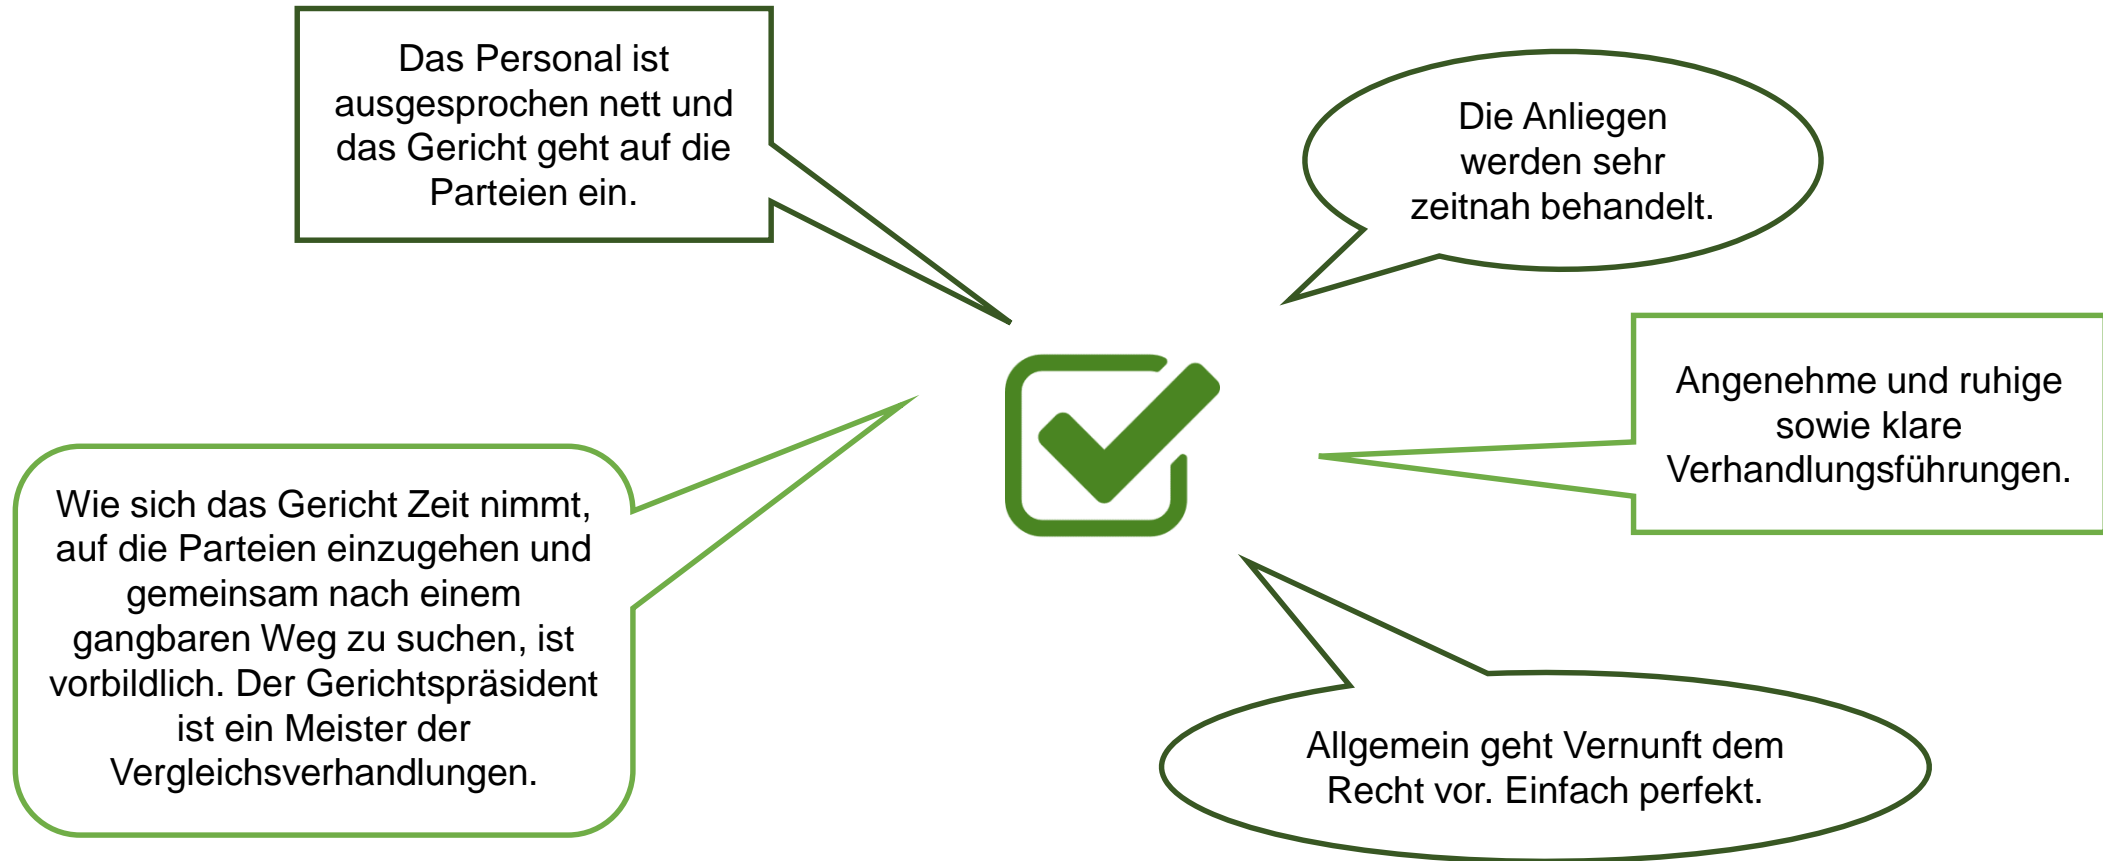 Das Personal ist
ausgesprochen nett und
das Gericht geht auf die
Parteien ein.
Die Anliegen
werden sehr
zeitnah behandelt.
Angenehme und ruhige
sowie klare
Verhandlungsführungen.
Wie sich das Gericht Zeit nimmt,
auf die Parteien einzugehen und
gemeinsam nach einem
gangbaren Weg zu suchen, ist
vorbildlich. Der Gerichtspräsident
ist ein Meister der
Vergleichsverhandlungen.
Allgemein geht Vernunft dem
Recht vor. Einfach perfekt.